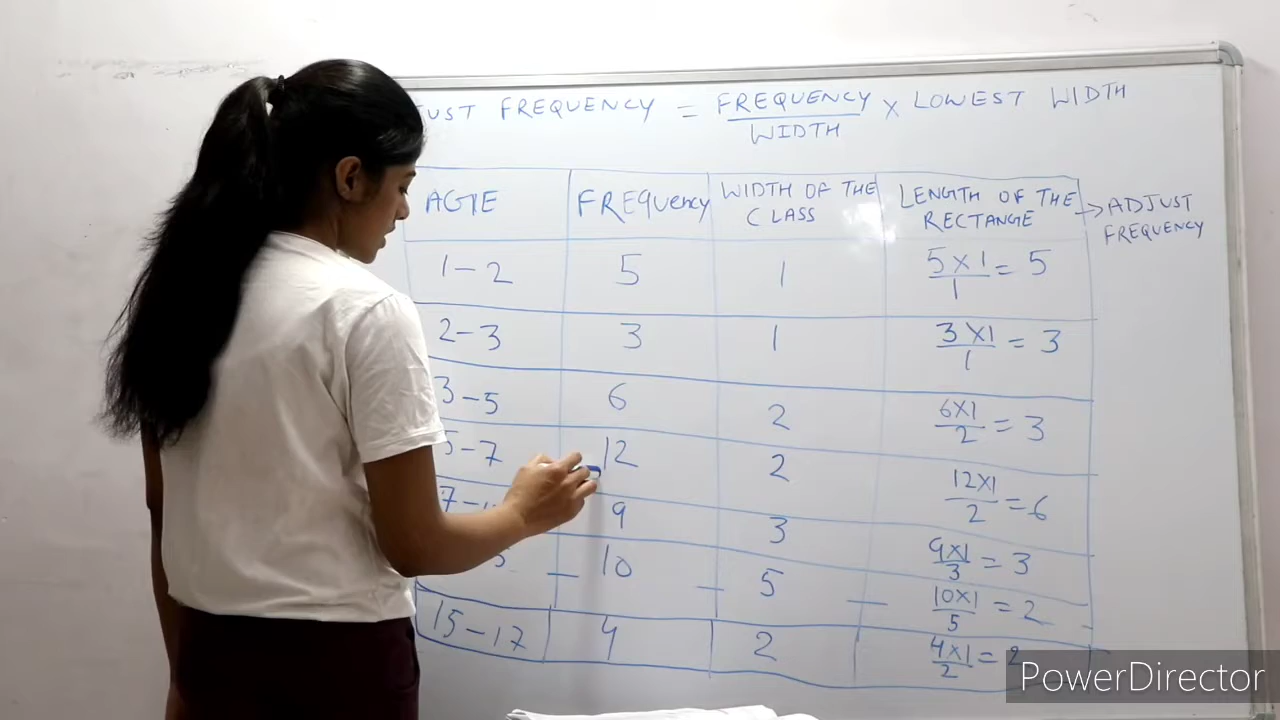 JUST FREQUENCY = FREQUENCY / WIDTH X LOWEST WIDTH
AGE FREQUENCY WIDTH OF THE CLASS LENGTH OF THE RECTANGE → ADJUST FREQUENCY
1-2 5 1 5X1/1 = 5
2-3 3 1 3X1/1 = 3
3-5 6 2 6X1/2 = 3
5-7 12 2 12X1/2 = 6
7- 9 3 9X1/3 = 3
5 10 5 10X1/5 = 2
15-17 4 2 4X1/2 = 2
PowerDirector